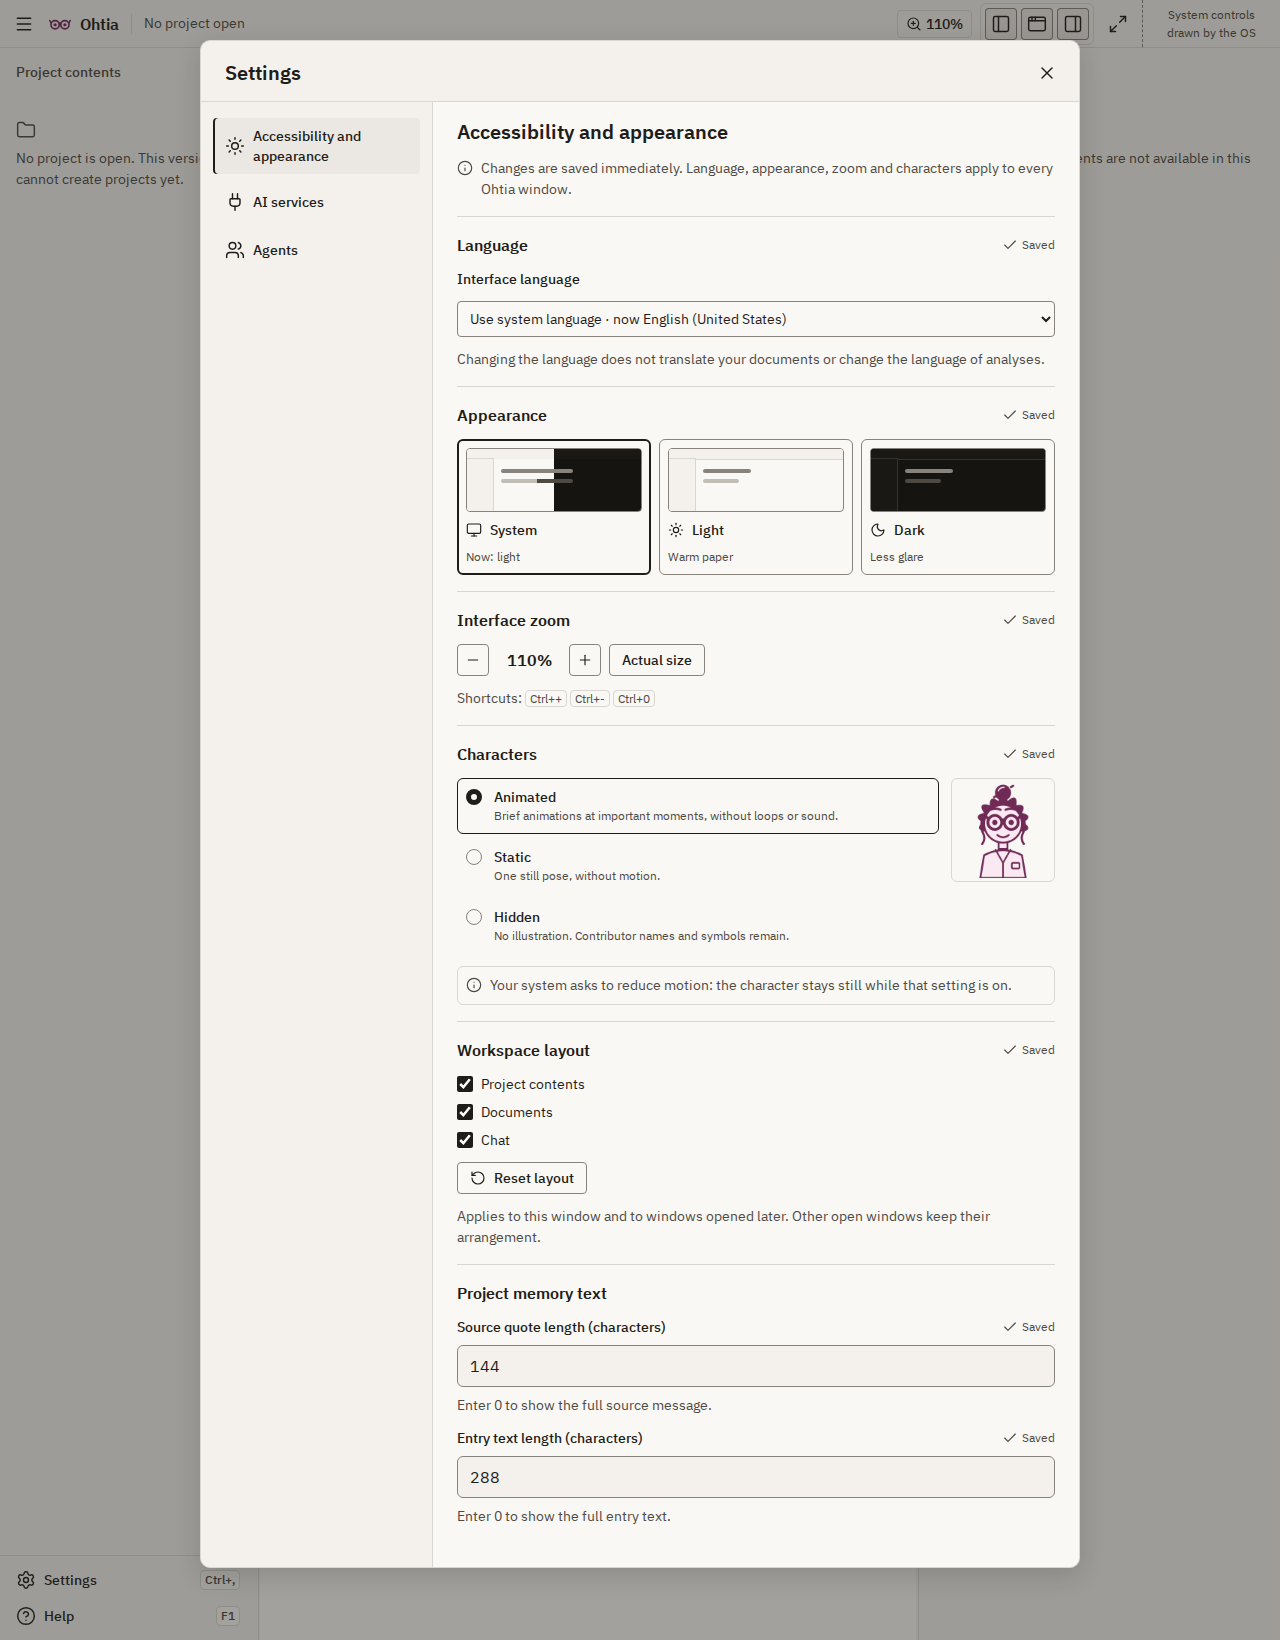 Ohtia
No project open
110%
System controls
drawn by the OS
Project contents
No project is open. This versi
cannot create projects yet.
ents are not available in this
Settings
Accessibility and
appearance
AI services
Agents
Accessibility and appearance
Changes are saved immediately. Language, appearance, zoom and characters apply to every
Ohtia window.
Language
Saved
Interface language
Use system language · now English (United States)
Changing the language does not translate your documents or change the language of analyses.
Appearance
Saved
System
Now: light
Light
Warm paper
Dark
Less glare
Interface zoom
Saved
110%
Actual size
Shortcuts: Ctrl++ Ctrl+- Ctrl+0
Characters
Saved
Animated
Brief animations at important moments, without loops or sound.
Static
One still pose, without motion.
Hidden
No illustration. Contributor names and symbols remain.
Your system asks to reduce motion: the character stays still while that setting is on.
Workspace layout
Saved
Project contents
Documents
Chat
Reset layout
Applies to this window and to windows opened later. Other open windows keep their
arrangement.
Project memory text
Source quote length (characters)
Saved
144
Enter 0 to show the full source message.
Entry text length (characters)
Saved
288
Enter 0 to show the full entry text.
Settings
Ctrl+,
Help
F1